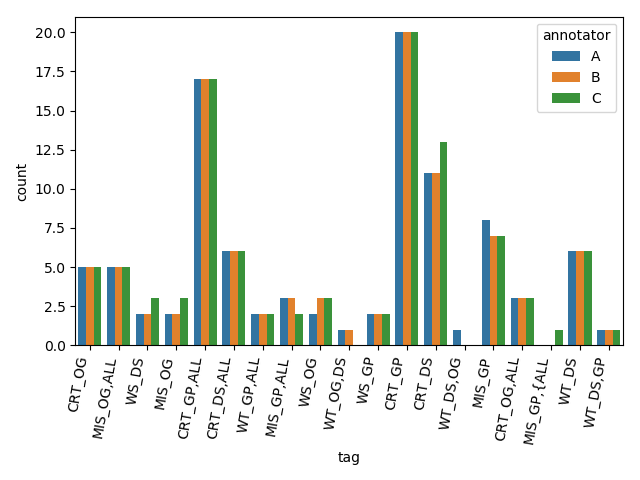 annotator
A
B
C
count
20.0
17.5
15.0
12.5
10.0
7.5
5.0
2.5
0.0
CRT_OG
MIS_OG,ALL
WS_DS
MIS_OG
CRT_GP,ALL
CRT_DS,ALL
WT_GP,ALL
MIS_GP,ALL
WS_OG
WT_OG,DS
WS_GP
CRT_GP
CRT_DS
WT_DS,OG
MIS_GP
CRT_OG,ALL
MIS_GP,{ALL
WT_DS
WT_DS,GP
tag